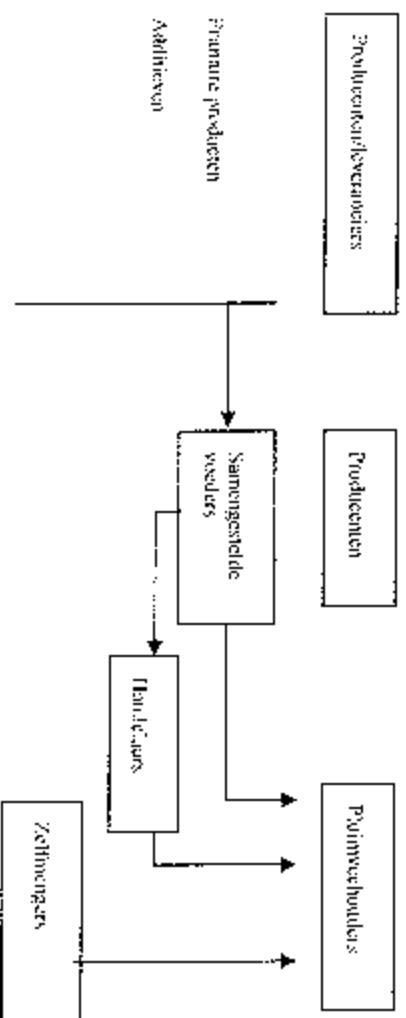 Producenten/leveranciers
Producenten
Pluimveehouders
Primaire producten
Additieven
Samengestelde
voeders
Handelaars
Zelfmengers